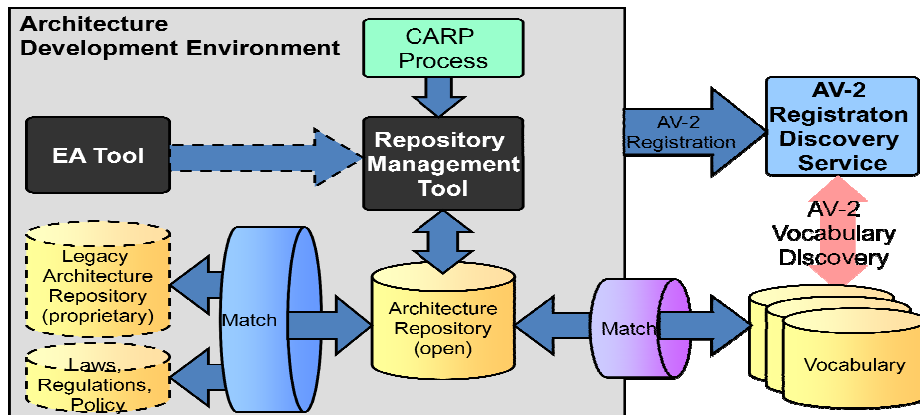 Architecture
Development Environment
CARP
Process
EA Tool
Repository
Management
Tool
AV-2
Registration
AV-2
Registraton
Discovery
Service
AV-2
Vocabulary
Discovery
Legacy
Architecture
Repository
(proprietary)
Match
Architecture
Repository
(open)
Match
Vocabulary
Laws,
Regulations,
Policy